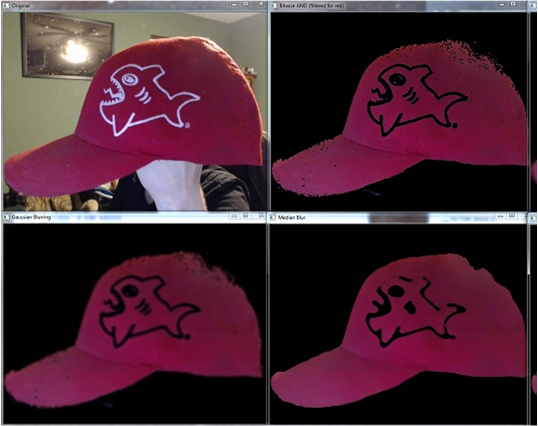 Original
Bitwise AND (filtered for red)
Gaussian Blurring
Median Blur